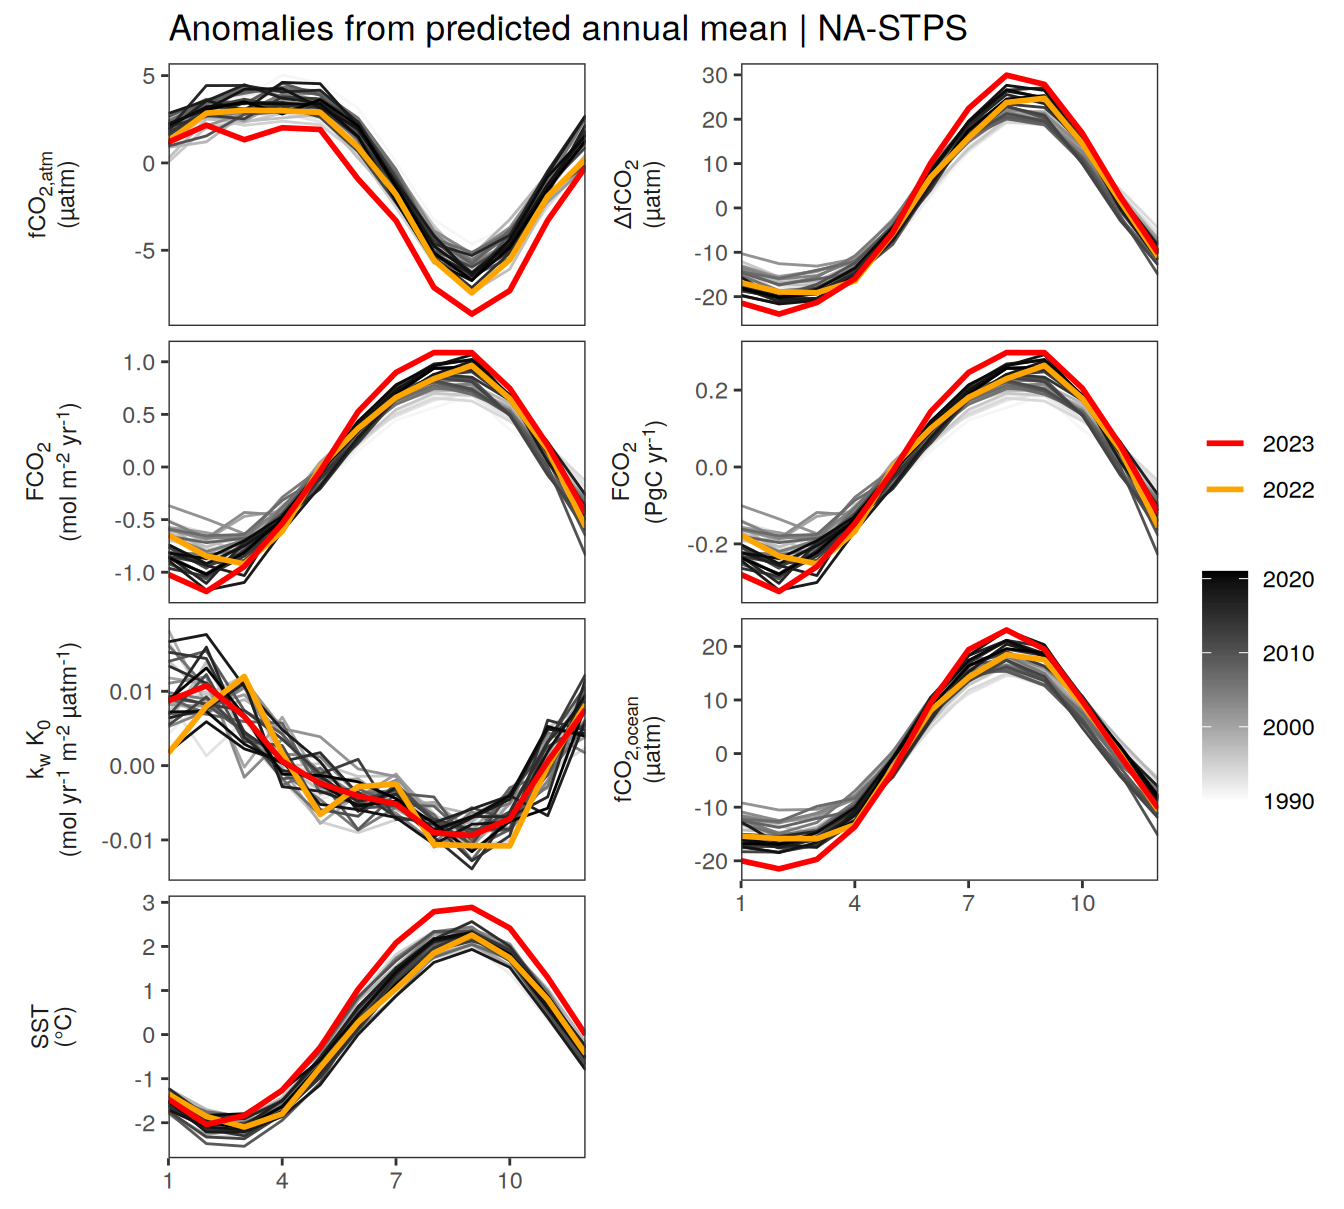 Anomalies from predicted annual mean | NA-STPS
fCO2,atm
(µatm)
5
0
-5
ΔfCO2
(µatm)
30
20
10
0
-10
-20
FCO2
(mol m-2 yr-1)
1.0
0.5
0.0
-0.5
-1.0
FCO2
(PgC yr-1)
0.2
0.0
-0.2
kw K0
(mol yr-1 m-2 µatm-1)
0.01
0.00
-0.01
fCO2,ocean
(µatm)
20
10
0
-10
-20
1 4 7 10
SST
(°C)
3
2
1
0
-1
-2
1 4 7 10
2023
2022
2020
2010
2000
1990